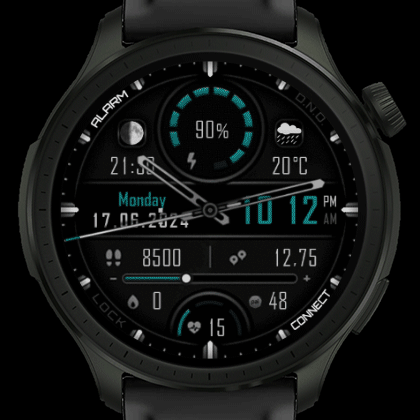 ALARM
D.N.D.
90%
21:30
20°C
Monday
17.06.2024
10 12 PM
AM
8500
12.75
- +
0
48
LOCK
CONNECT
15